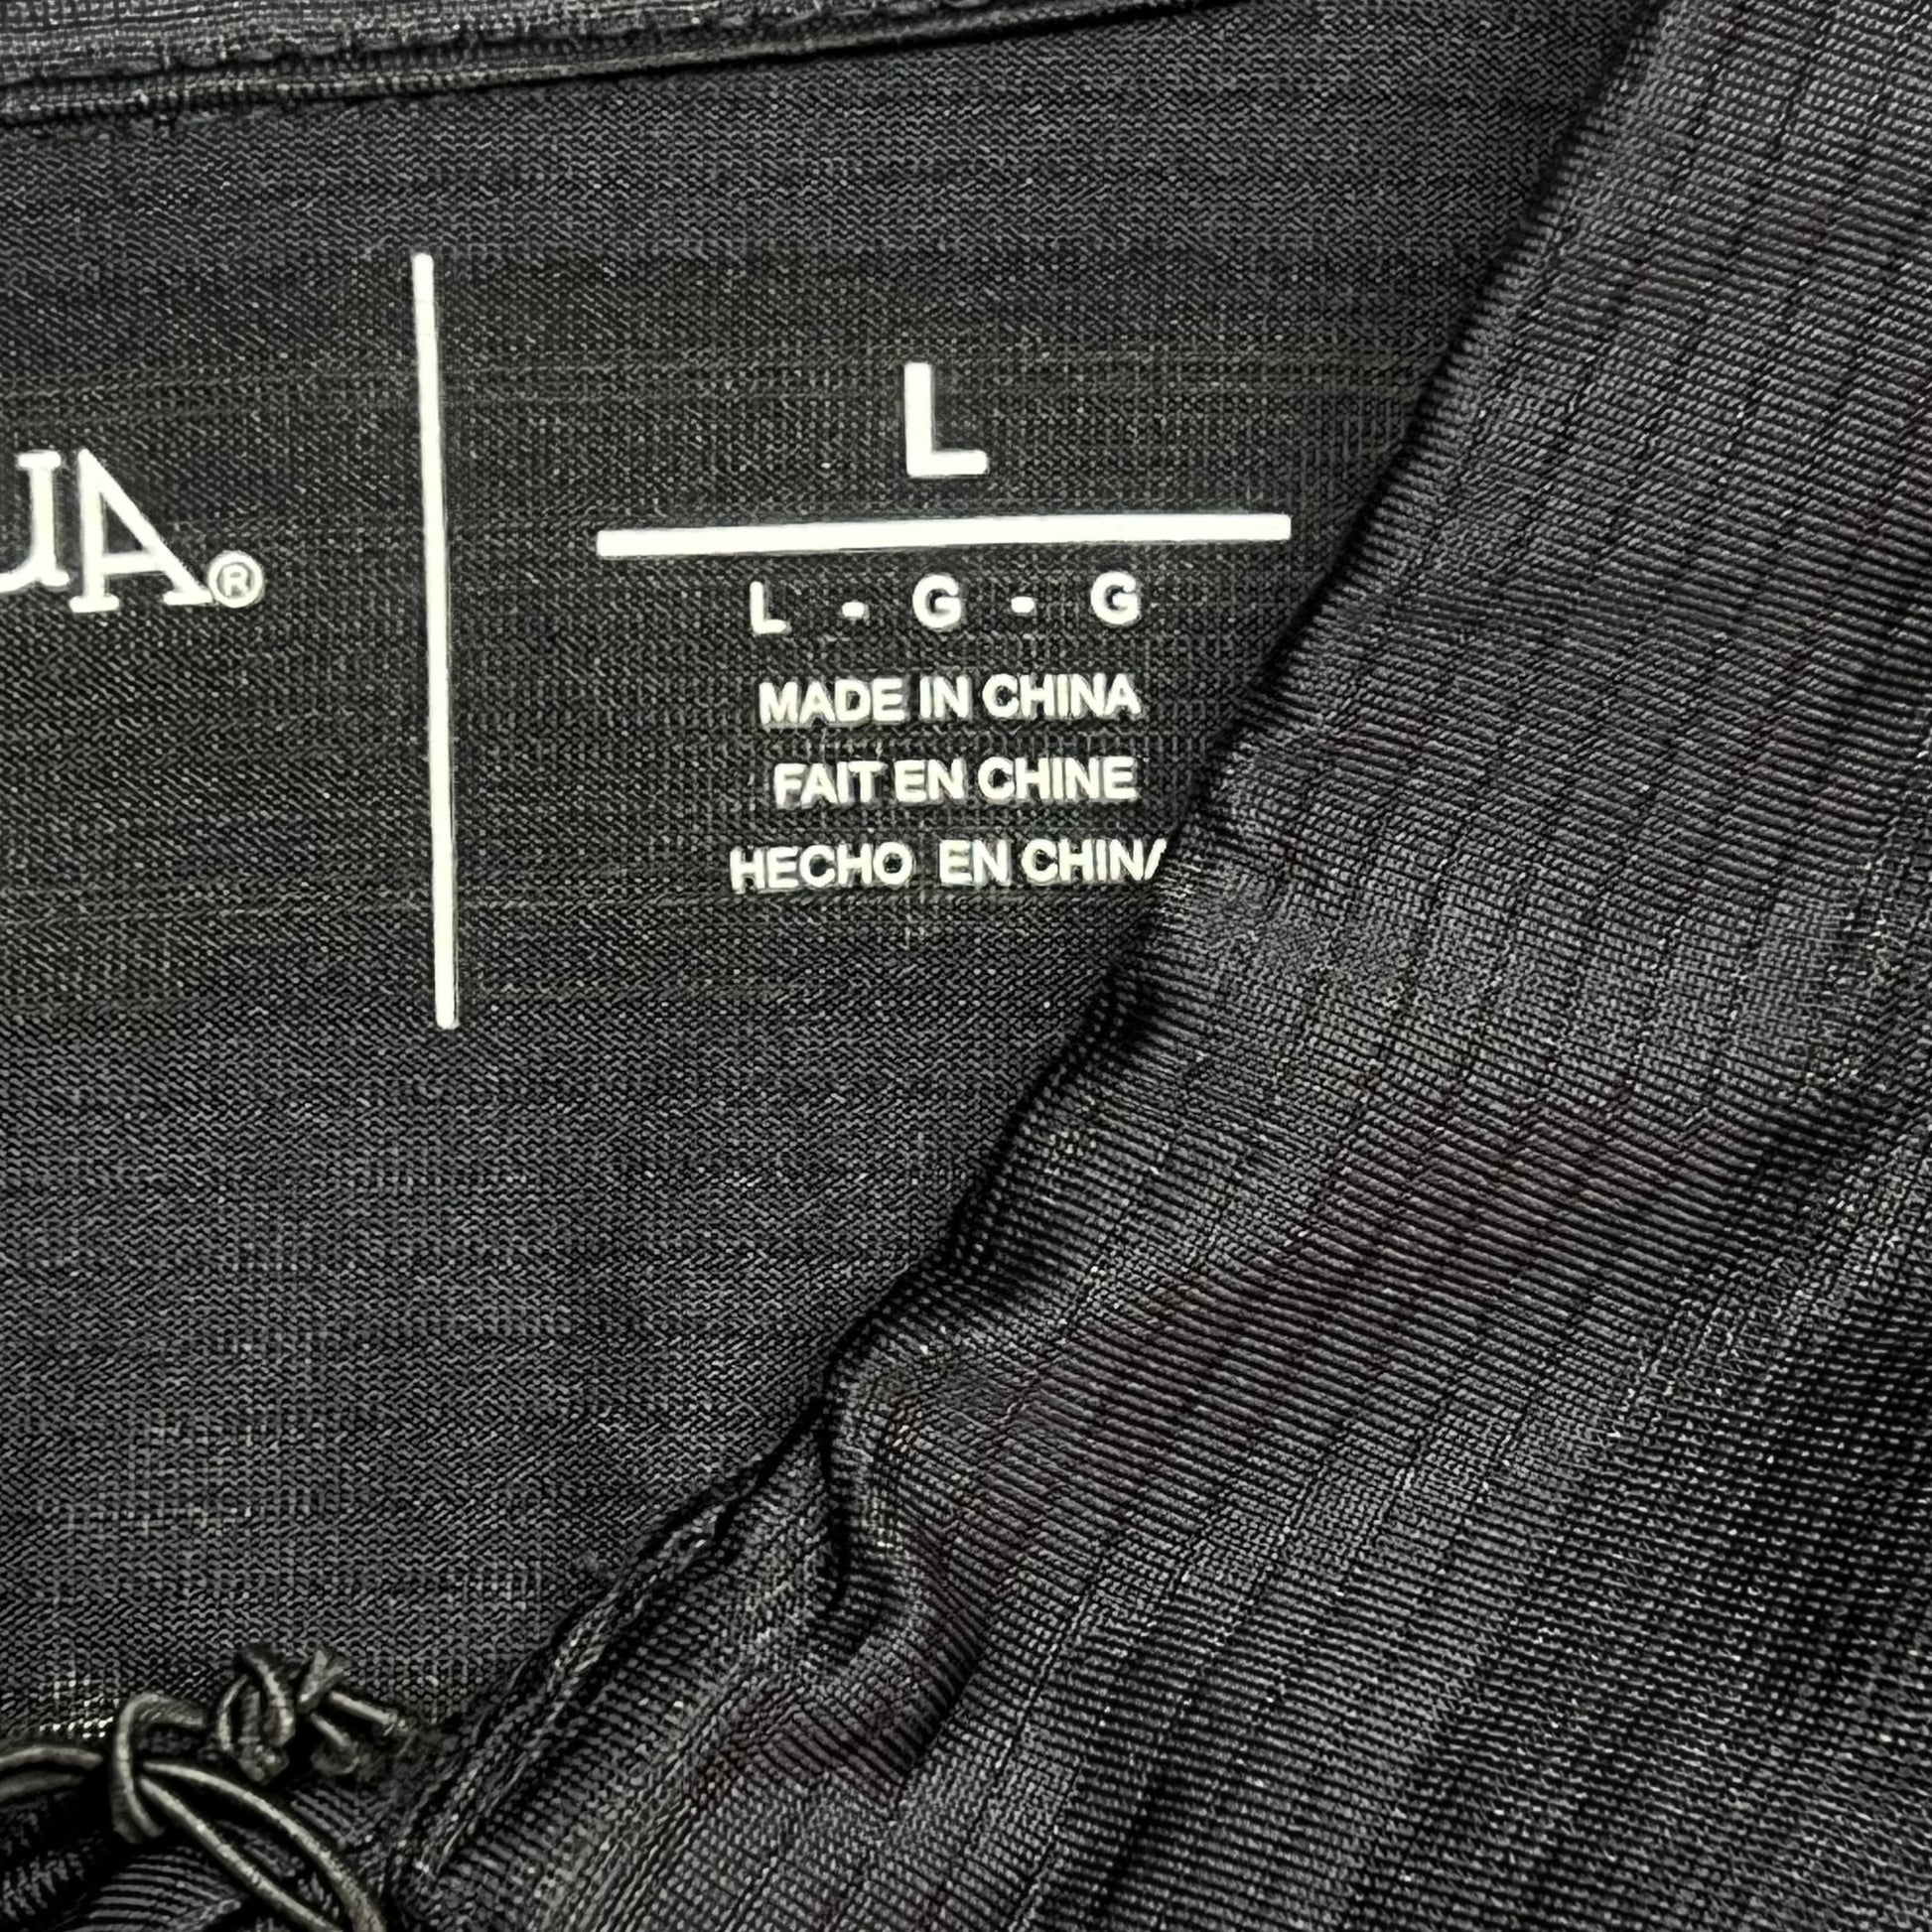 UA®
L
L - G - G
MADE IN CHINA
FAIT EN CHINE
HECHO EN CHINA